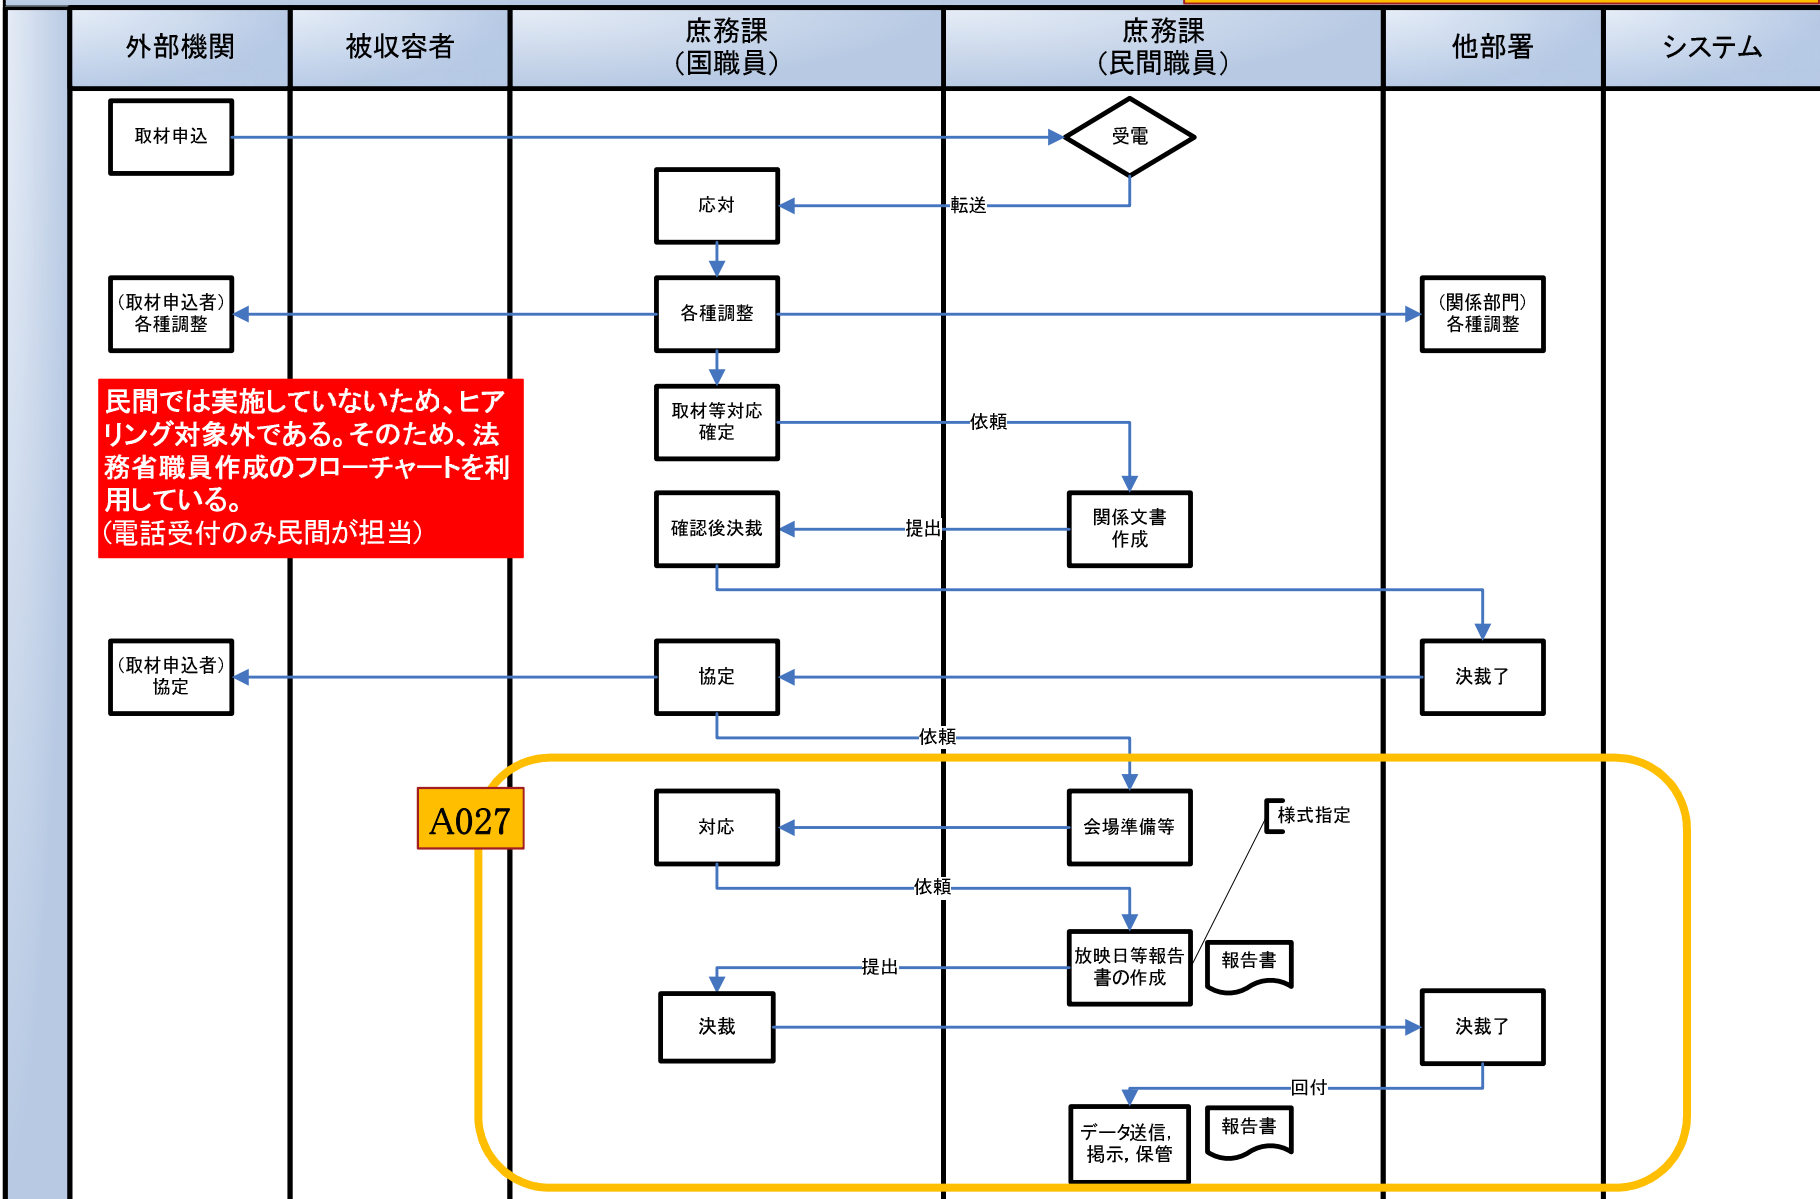 外部機関
被収容者
庶務課
（国職員）
庶務課
（民間職員）
他部署
システム
取材申込
受電
応対
転送
（取材申込者）
各種調整
各種調整
（関係部門）
各種調整
民間では実施していないため、ヒア
リング対象外である。そのため、法
務省職員作成のフローチャートを利
用している。
（電話受付のみ民間が担当）
取材等対応
確定
依頼
確認後決裁
提出
関係文書
作成
（取材申込者）
協定
協定
決裁了
依頼
A027
対応
会場準備等
様式指定
依頼
放映日等報告
書の作成
報告書
提出
決裁
決裁了
回付
データ送信，
掲示，保管
報告書